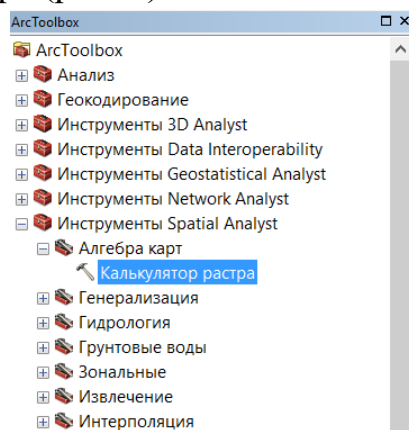 ArcToolbox
ArcToolbox
Анализ
Геокодирование
Инструменты 3D Analyst
Инструменты Data Interoperability
Инструменты Geostatistical Analyst
Инструменты Network Analyst
Инструменты Spatial Analyst
Алгебра карт
Калькулятор растра
Генерализация
Гидрология
Грунтовые воды
Зональные
Извлечение
Интерполяция